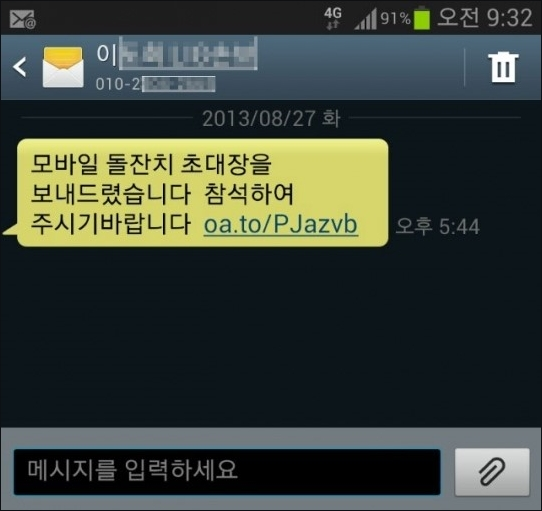 4G 91% 오전 9:32
이
010-2
2013/08/27 화
모바일 돌잔치 초대장을
보내드렸습니다 참석하여
주시기바랍니다 oa.to/PJazvb
오후 5:44
메시지를 입력하세요